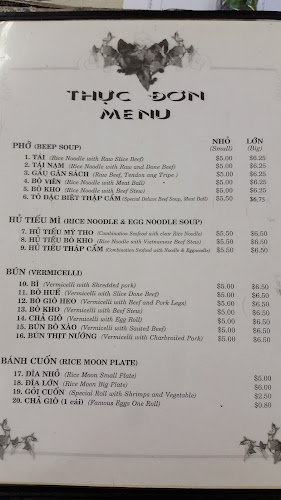 THỰC ĐƠN
MENU
NHỎ LỚN
PHỞ (BEEP SOUP) (Small) (Big)
1. TÁI (Rice Noodle with Raw Slice Beef) $5.00 $6.25
2. TÁI NẠM (Rice Noodle with Raw and Done Beef) $5.00 $6.25
3. GÂU GÂN SÁCH (Raw Beef, Tendon ang Tripe.) $5.00 $6.25
4. BÒ VIÊN (Rice Noodle with Meat Ball) $5.00 $6.25
5. BÒ KHO (Rice Noodle with Beef Stew) $5.00 $6.25
6. TÔ ĐẶC BIỆT THẬP CẨM (Special Deluxe Beef Soup, Meat Ball) $5.50 $6.75
HỦ TIẾU MÌ (RICE NOODLE & EGG NOODLE SOUP)
7. HỦ TIẾU MỸ THO (Combination Seafood with clear Rice Noodle) $5.50 $6.50
8. HỦ TIẾU BÒ KHO (Rice Noodle with Vietnamese Beef Stew) $5.00 $6.50
9. HỦ TIẾU THẬP CẨM (Combination Seafood with Noodle & Eggnoodle) $5.50 $6.50
BÚN (VERMICELLI)
10. BÌ (Vermicelli with Shredded pork) $5.00 $6.50
11. BÒ HUẾ (Vermicelli with Slice Done Beef) $5.00 $6.50
12. BÒ GIÒ HEO (Vermicelli with Beef and Pork Legs) $5.00 $6.50
13. BÒ KHO (Vermicelli with Beef Stew) $5.00 $6.50
14. CHẢ GIÒ (Vermicelli with Egg Roll) $5.00 $6.50
15. BÚN BÒ XÀO (Vermicelli with Sauted Beef) $5.00 $6.50
16. BÚN THỊT NƯỚNG (Vermicelli with Charbroiled Pork) $5.00 $6.50
BÁNH CUỐN (RICE MOON PLATE)
17. DĨA NHỎ (Rice Moon Small Plate) $5.00
18. DĨA LỚN (Rice Moon Big Plate) $6.00
19. GỎI CUỐN (Special Roll with Shrimps and Vegetable) $2.50
20. CHẢ GIÒ (1 cái) (Famous Eggs One Roll) $0.80